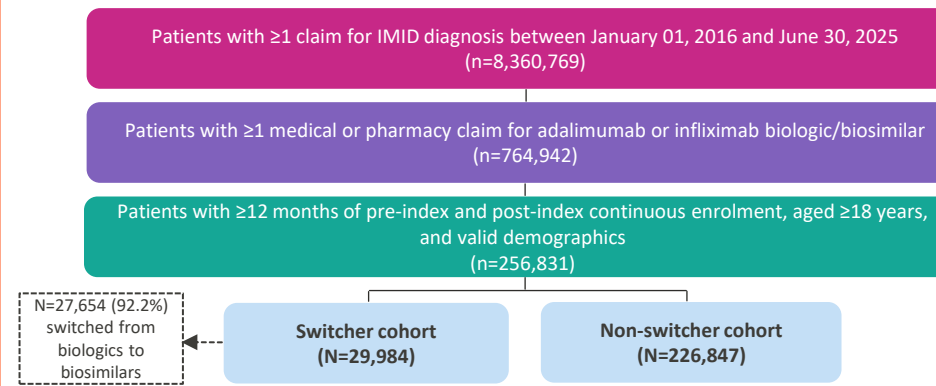 Patients with ≥1 claim for IMID diagnosis between January 01, 2016 and June 30, 2025
(n=8,360,769)
Patients with ≥1 medical or pharmacy claim for adalimumab or infliximab biologic/biosimilar
(n=764,942)
Patients with ≥12 months of pre-index and post-index continuous enrolment, aged ≥18 years,
and valid demographics
(n=256,831)
N=27,654 (92.2%)
switched from
biologics to
biosimilars
Switcher cohort
(N=29,984)
Non-switcher cohort
(N=226,847)